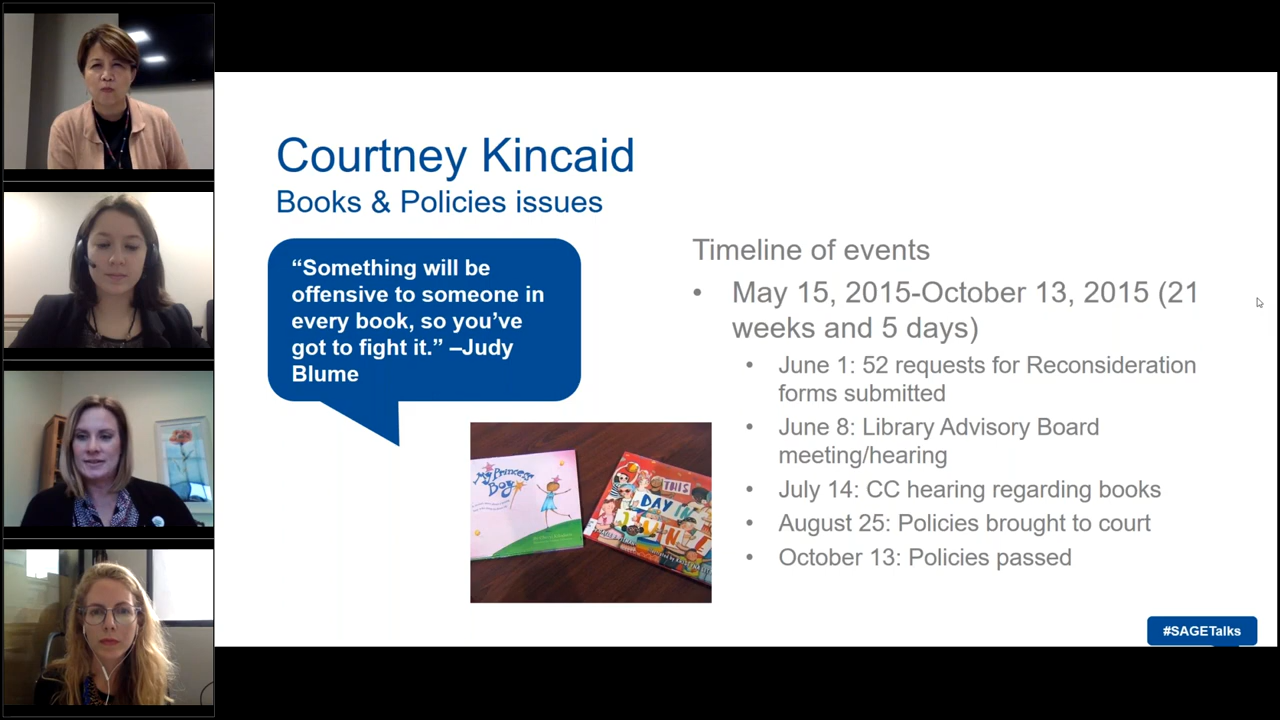 Courtney Kincaid
Books & Policies issues
“Something will be
offensive to someone in
every book, so you’ve
got to fight it.” –Judy
Blume
My Princess
Boy
THIS
DAY IN
JUNE
Timeline of events
• May 15, 2015-October 13, 2015 (21
weeks and 5 days)
• June 1: 52 requests for Reconsideration
forms submitted
• June 8: Library Advisory Board
meeting/hearing
• July 14: CC hearing regarding books
• August 25: Policies brought to court
• October 13: Policies passed
#SAGETalks